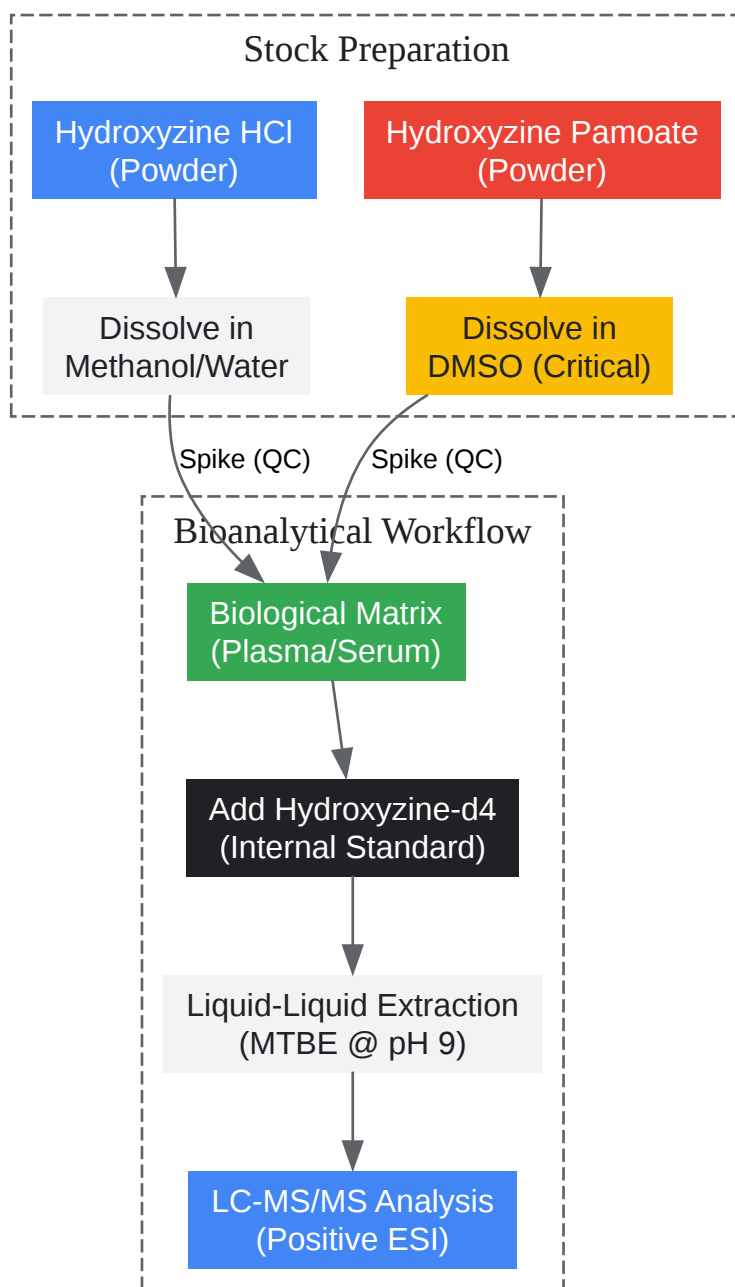 Stock Preparation
Hydroxyzine HCl
(Powder)
Hydroxyzine Pamoate
(Powder)
Dissolve in
Methanol/Water
Dissolve in
DMSO (Critical)
Spike (QC)
Spike (QC)
Bioanalytical Workflow
Biological Matrix
(Plasma/Serum)
Add Hydroxyzine-d4
(Internal Standard)
Liquid-Liquid Extraction
(MTBE @ pH 9)
LC-MS/MS Analysis
(Positive ESI)